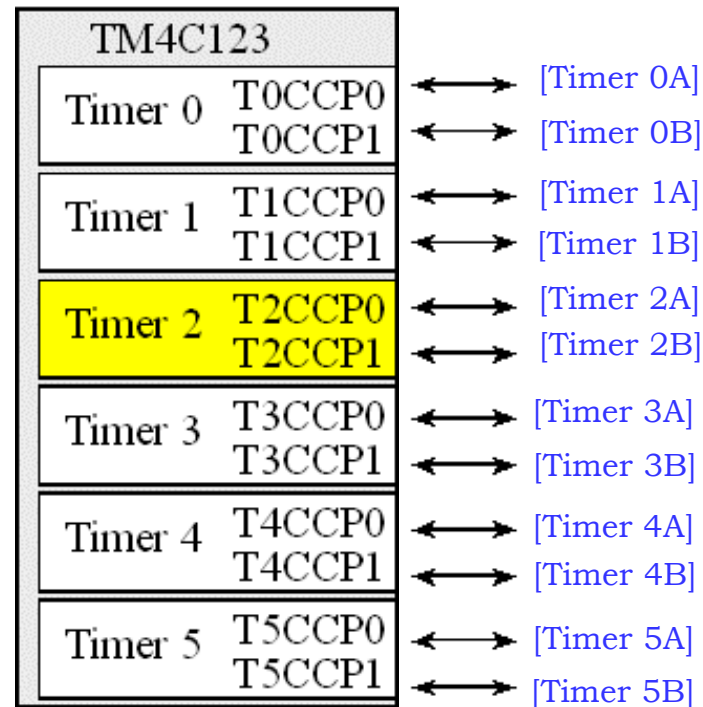 TM4C123
Timer 0 T0CCP0 [Timer 0A]
T0CCP1 [Timer 0B]
Timer 1 T1CCP0 [Timer 1A]
T1CCP1 [Timer 1B]
Timer 2 T2CCP0 [Timer 2A]
T2CCP1 [Timer 2B]
Timer 3 T3CCP0 [Timer 3A]
T3CCP1 [Timer 3B]
Timer 4 T4CCP0 [Timer 4A]
T4CCP1 [Timer 4B]
Timer 5 T5CCP0 [Timer 5A]
T5CCP1 [Timer 5B]